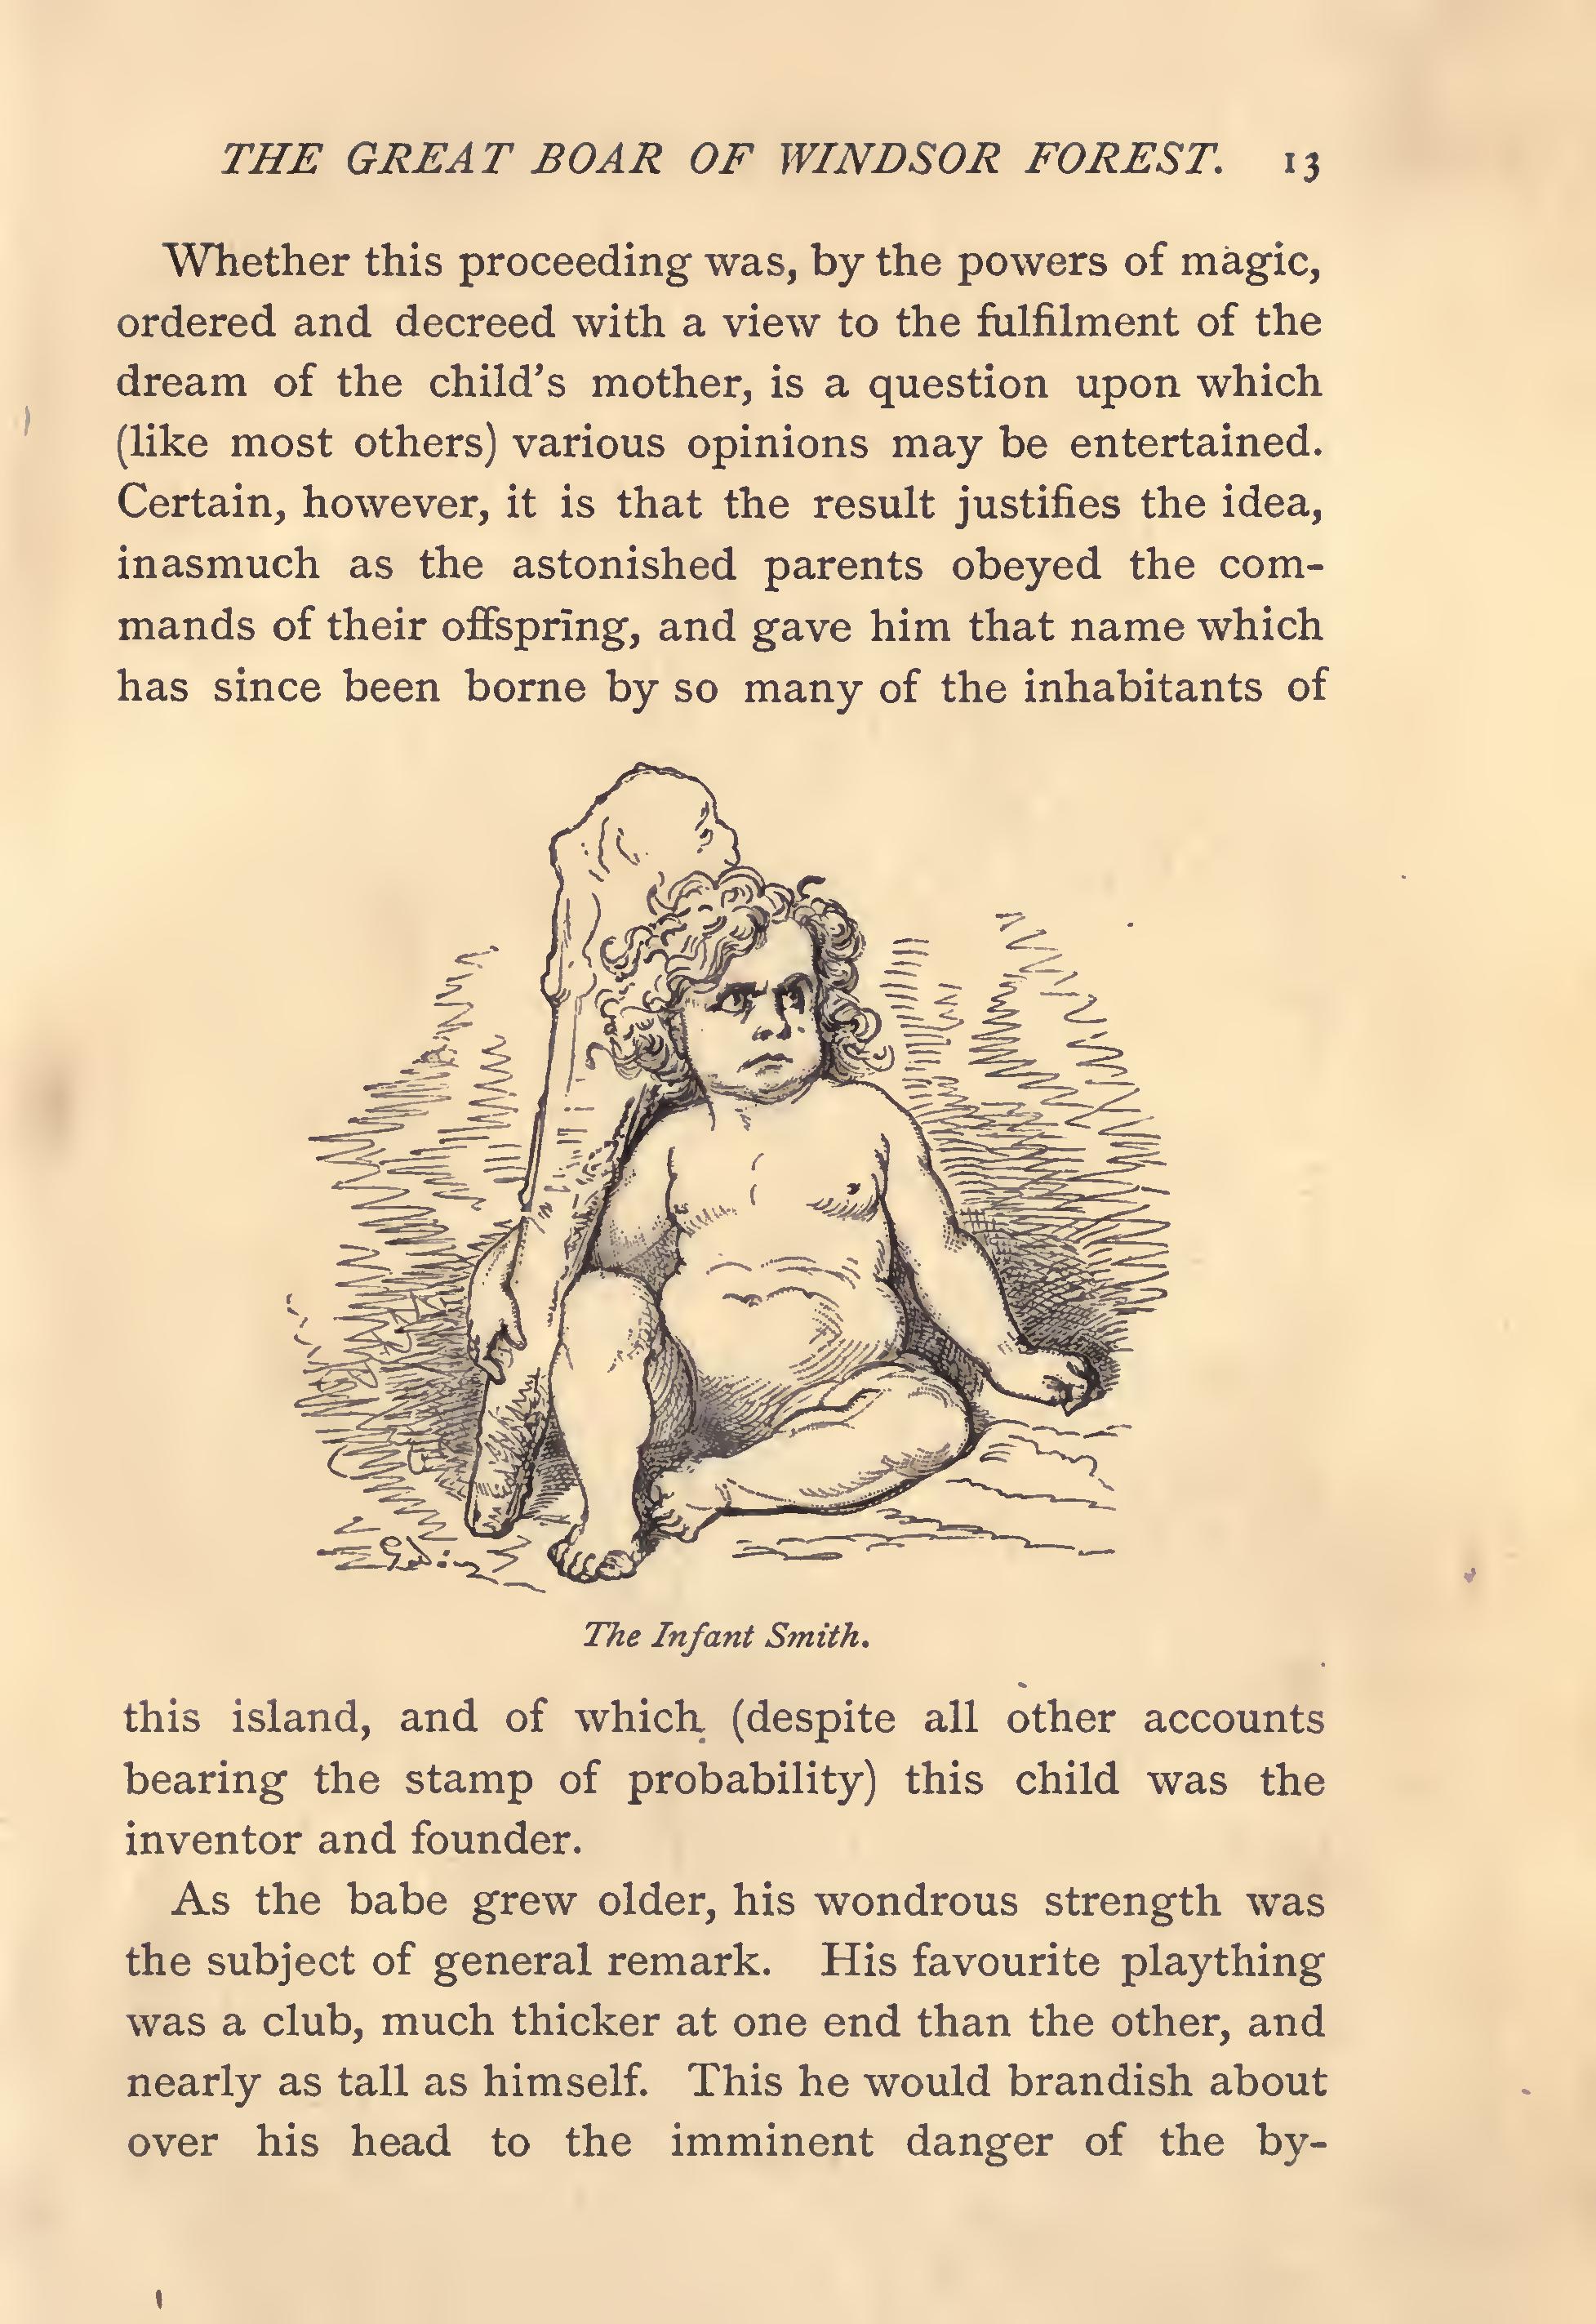 THE GREAT BOAR OF WINDSOR FOREST. 13
Whether this proceeding was, by the powers of magic,
ordered and decreed with a view to the fulfilment of the
dream of the child's mother, is a question upon which
(like most others) various opinions may be entertained.
Certain, however, it is that the result justifies the idea,
inasmuch as the astonished parents obeyed the com-
mands of their offspring, and gave him that name which
has since been borne by so many of the inhabitants of
The Infant Smith.
this island, and of which (despite all other accounts
bearing the stamp of probability) this child was the
inventor and founder.
As the babe grew older, his wondrous strength was
the subject of general remark. His favourite plaything
was a club, much thicker at one end than the other, and
nearly as tall as himself. This he would brandish about
over his head to the imminent danger of the by-